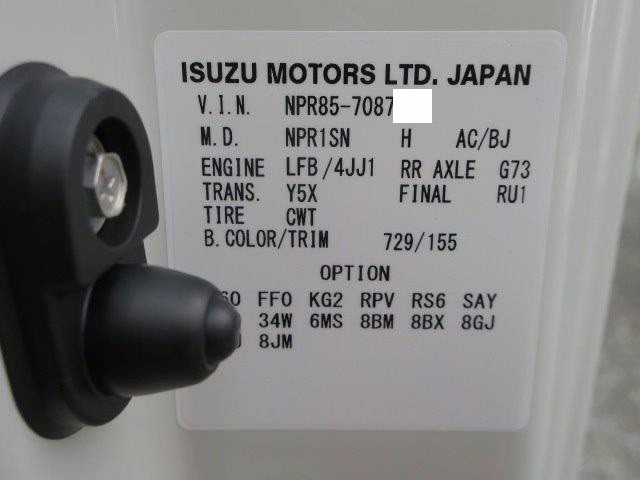 ISUZU MOTORS LTD. JAPAN
V.I.N. NPR85-7087
M.D. NPR1SN H AC/BJ
ENGINE LFB/4JJ1 RR AXLE G73
TRANS. Y5X FINAL RU1
TIRE CWT
B.COLOR/TRIM 729/155
OPTION
FFO KG2 RPV RS6 SAY
34W 6MS 8BM 8BX 8GJ
8JM